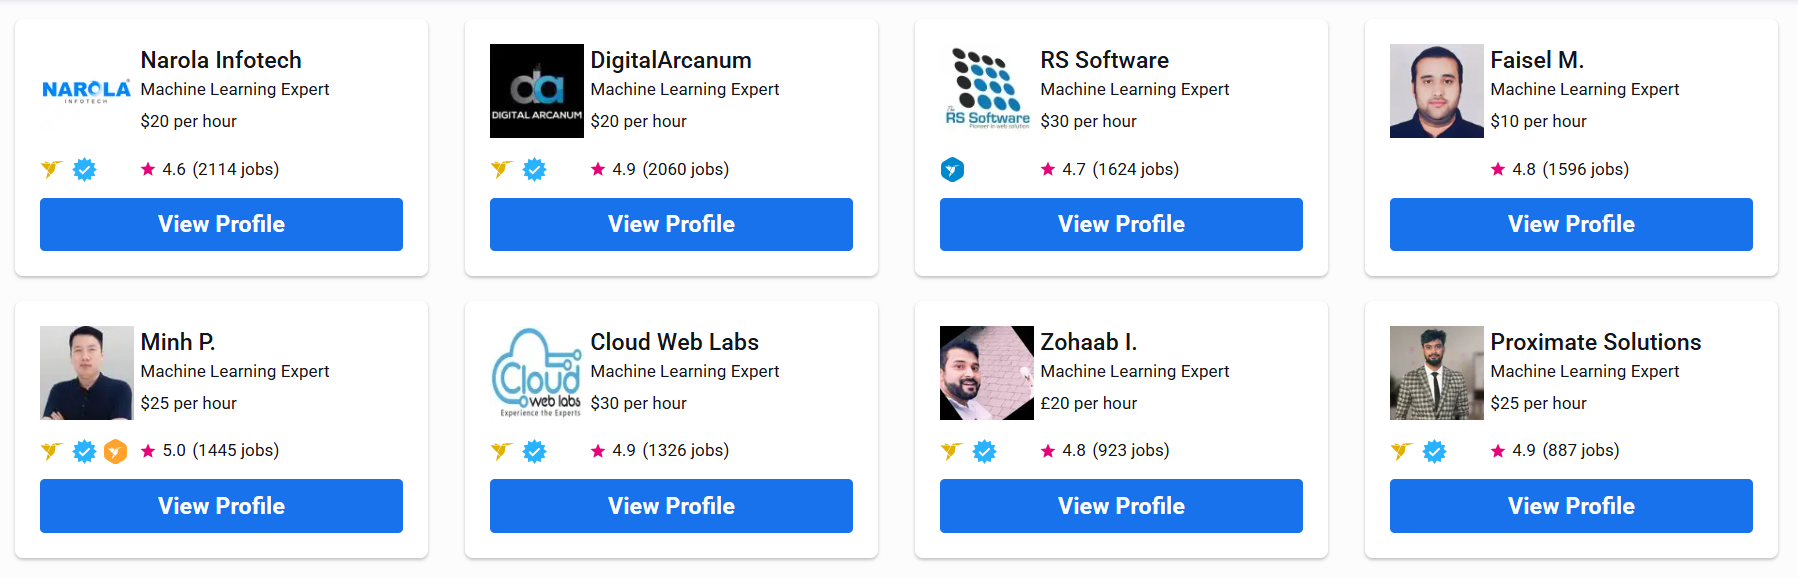 NAROLA
INFOTECH
Narola Infotech
Machine Learning Expert
$20 per hour
4.6 (2114 jobs)
View Profile
da
DIGITAL ARCANUM
DigitalArcanum
Machine Learning Expert
$20 per hour
4.9 (2060 jobs)
View Profile
The
RS Software
Pioneer in web solution
RS Software
Machine Learning Expert
$30 per hour
4.7 (1624 jobs)
View Profile
Faisel M.
Machine Learning Expert
$10 per hour
4.8 (1596 jobs)
View Profile
Minh P.
Machine Learning Expert
$25 per hour
5.0 (1445 jobs)
View Profile
Cloud
web labs
Experience the Experts
Cloud Web Labs
Machine Learning Expert
$30 per hour
4.9 (1326 jobs)
View Profile
Zohaab I.
Machine Learning Expert
£20 per hour
4.8 (923 jobs)
View Profile
Proximate Solutions
Machine Learning Expert
$25 per hour
4.9 (887 jobs)
View Profile